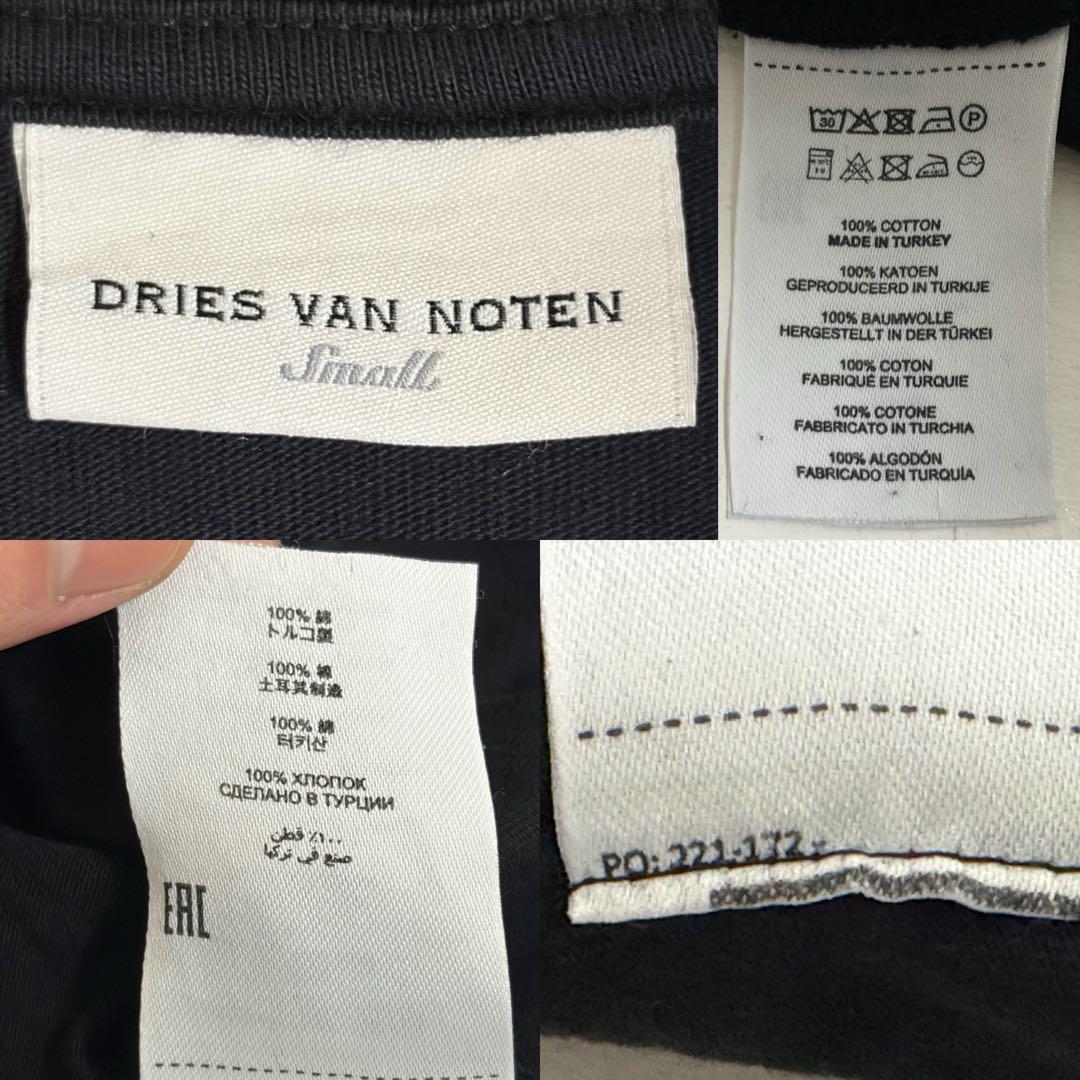 DRIES VAN NOTEN
Small
30
P
100% COTTON
MADE IN TURKEY
100% KATOEN
GEPRODUCEERD IN TURKIJE
100% BAUMWOLLE
HERGESTELLT IN DER TÜRKEI
100% COTON
FABRIQUÉ EN TURQUIE
100% COTONE
FABBRICATO IN TURCHIA
100% ALGODÓN
FABRICADO EN TURQUÍA
100% 綿
トルコ製
100% 棉
土耳其制造
100% 綿
터키산
100% ХЛОПОК
СДЕЛАНО В ТУРЦИИ
١٠٠٪ قطن
صنع في تركيا
EAC
PO: 221-172